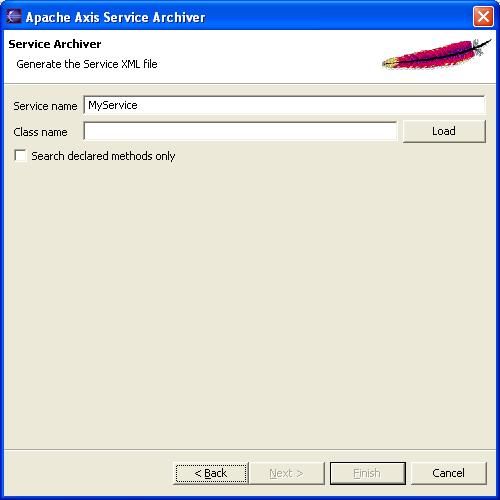 Apache Axis Service Archiver
Service Archiver
Generate the Service XML file
Service name MyService
Class name Load
Search declared methods only
< Back Next > Finish Cancel